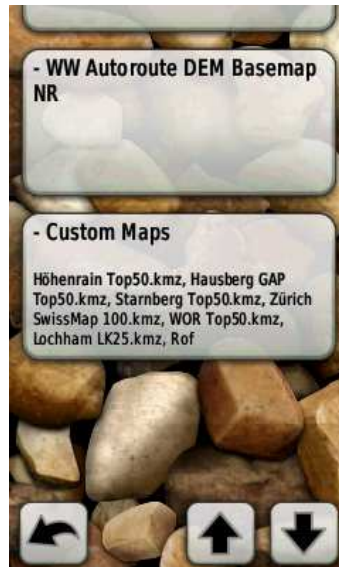 - WW Autoroute DEM Basemap
NR
- Custom Maps
Höhenrain Top50.kmz, Hausberg GAP
Top50.kmz, Starnberg Top50.kmz, Zürich
SwissMap 100.kmz, WOR Top50.kmz,
Lochham LK25.kmz, Rof